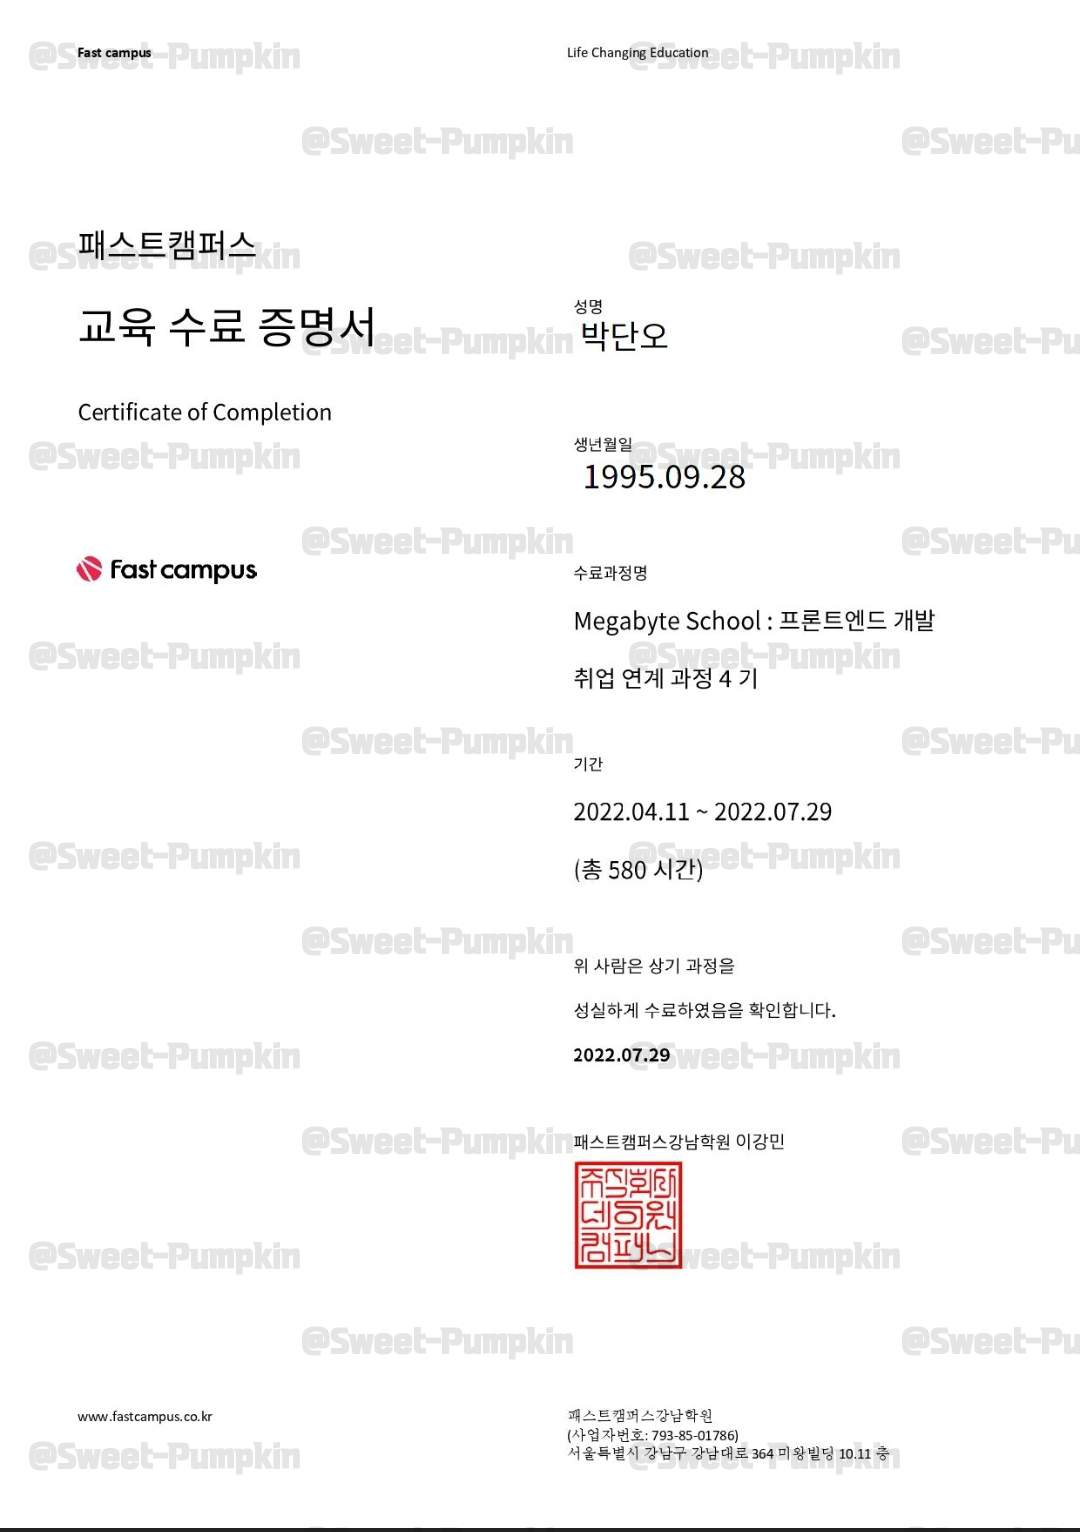 Fast campus
Life Changing Education
패스트캠퍼스
교육 수료 증명서
Certificate of Completion
Fast campus
성명
박단오
생년월일
1995.09.28
수료과정명
Megabyte School : 프론트엔드 개발
취업 연계 과정 4 기
기간
2022.04.11 ~ 2022.07.29
(총 580 시간)
위 사람은 상기 과정을
성실하게 수료하였음을 확인합니다.
2022.07.29
패스트캠퍼스강남학원 이강민
www.fastcampus.co.kr
패스트캠퍼스강남학원
(사업자번호: 793-85-01786)
서울특별시 강남구 강남대로 364 미왕빌딩 10.11 층
@Sweet-Pumpkin